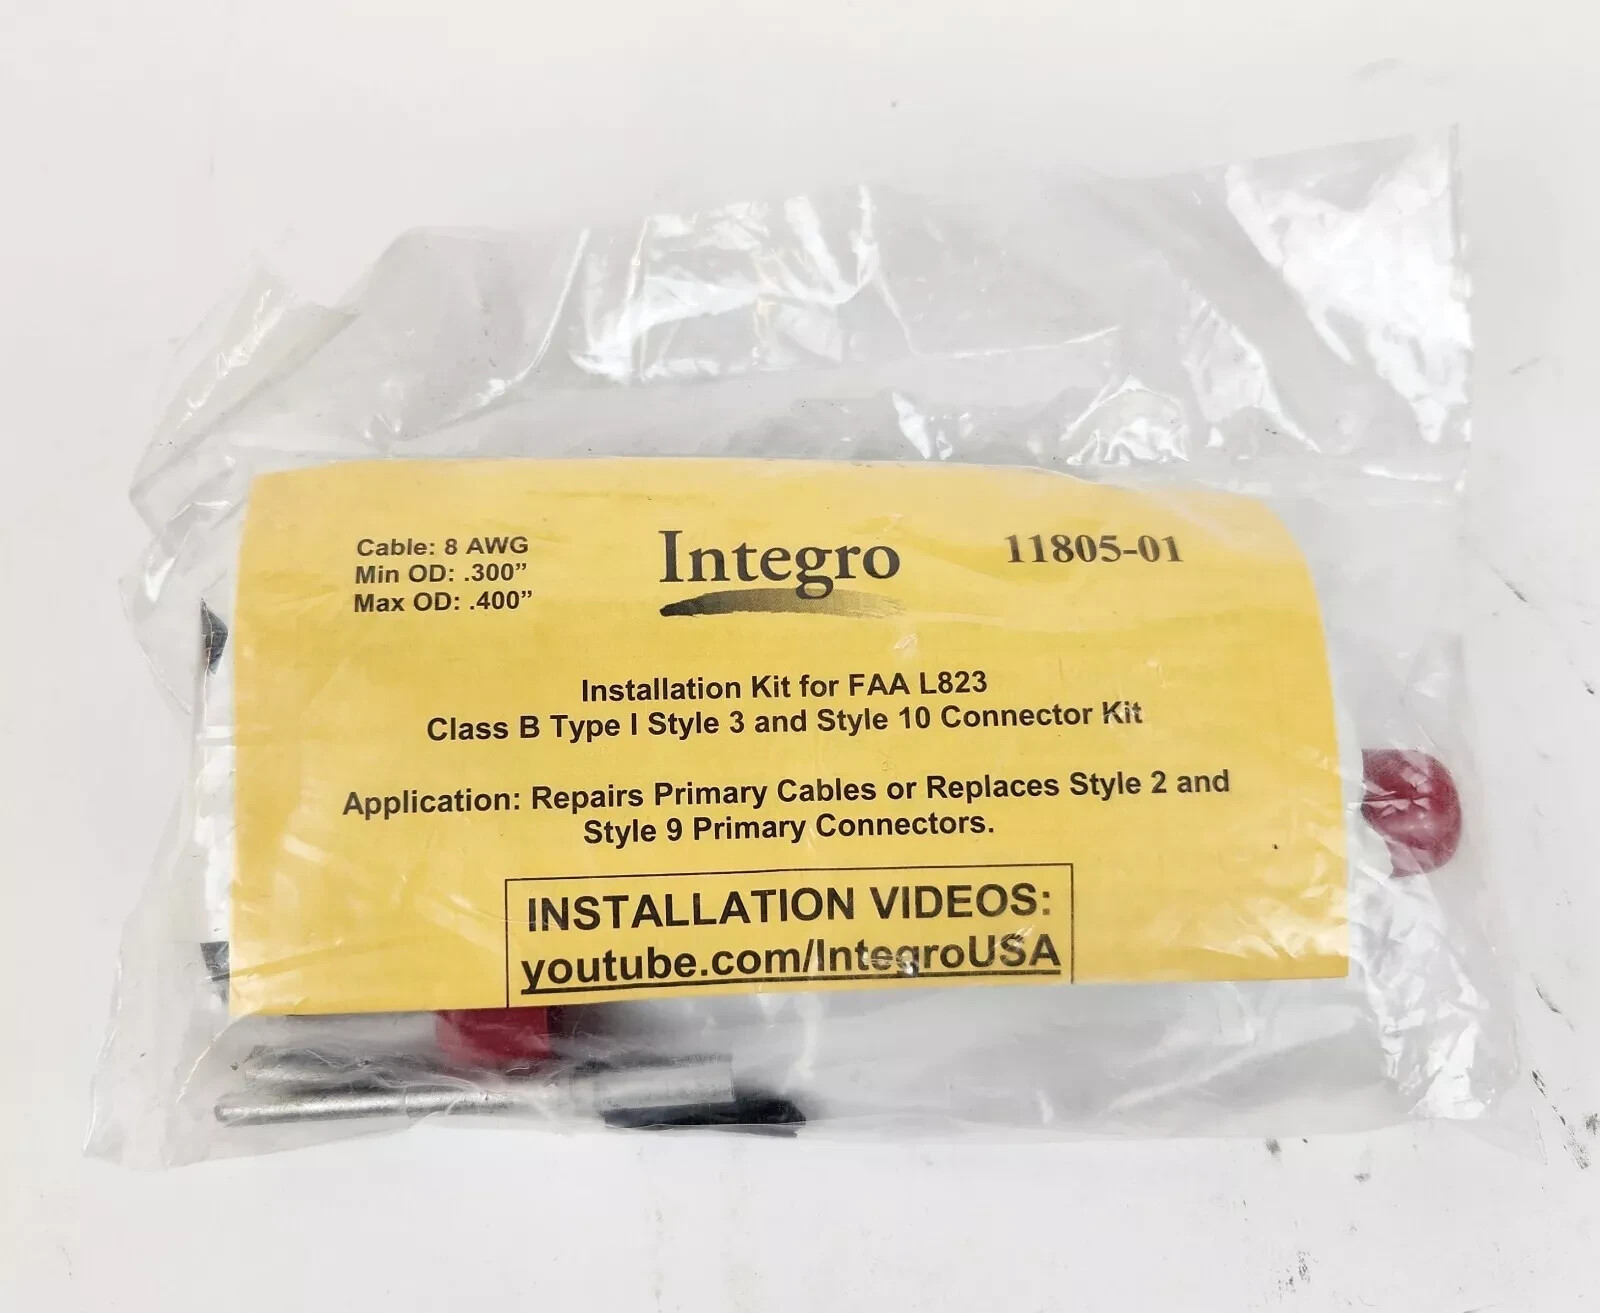 Cable: 8 AWG
Min OD: .300”
Max OD: .400”
Integro
11805-01
Installation Kit for FAA L823
Class B Type I Style 3 and Style 10 Connector Kit
Application: Repairs Primary Cables or Replaces Style 2 and
Style 9 Primary Connectors.
INSTALLATION VIDEOS:
youtube.com/IntegroUSA